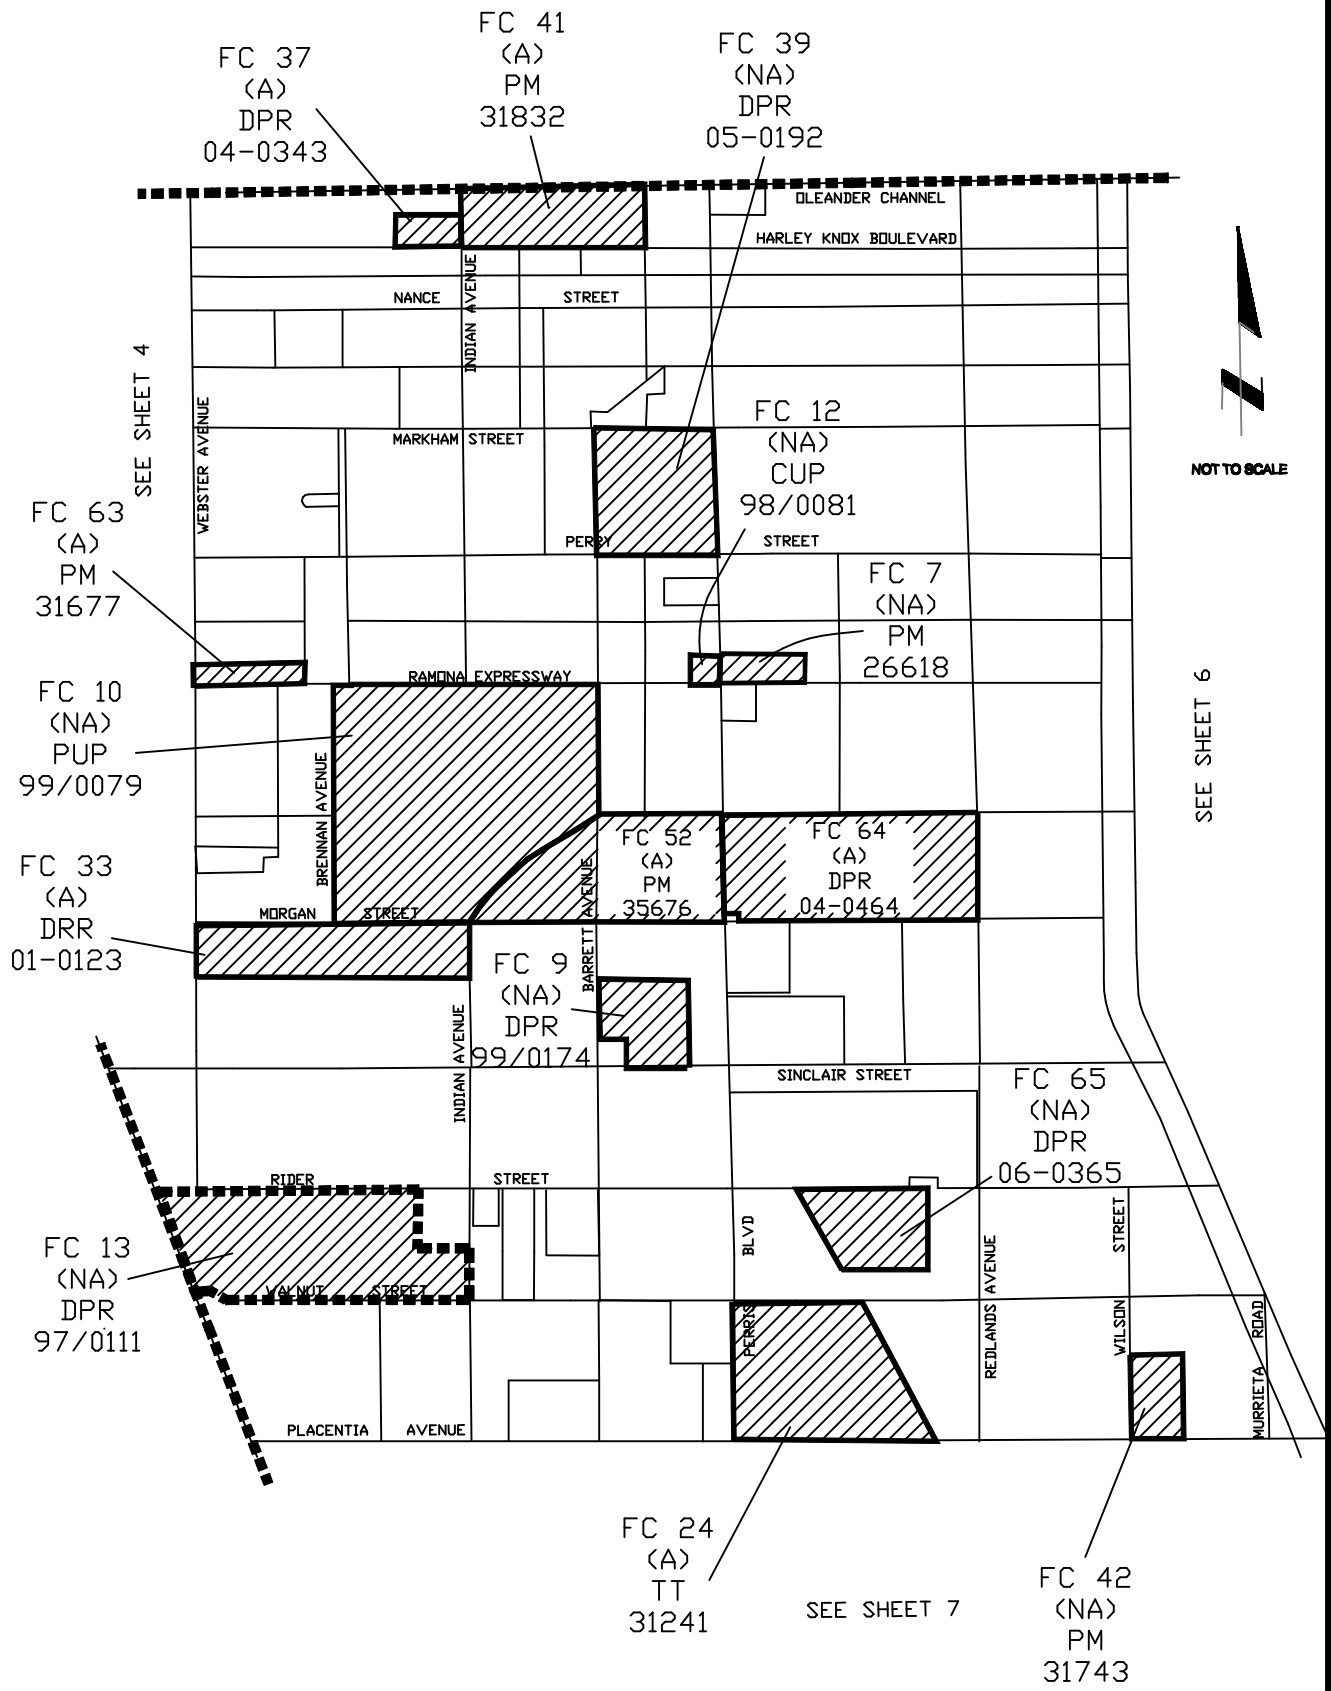 FC 41
(A)
PM
31832
FC 37
(A)
DPR
04-0343
FC 39
(NA)
DPR
05-0192
OLEANDER CHANNEL
HARLEY KNOX BOULEVARD
NANCE STREET
INDIAN AVENUE
SEE SHEET 4
WEBSTER AVENUE
MARKHAM STREET
FC 12
(NA)
CUP
98/0081
NOT TO SCALE
FC 63
(A)
PM
31677
PERRY STREET
FC 7
(NA)
PM
26618
RAMONA EXPRESSWAY
FC 10
(NA)
PUP
99/0079
SEE SHEET 6
BRENNAN AVENUE
FC 52
(A)
PM
35676
FC 64
(A)
DPR
04-0464
FC 33
(A)
DRR
01-0123
MORGAN STREET
BARRETT AVENUE
FC 9
(NA)
DPR
99/0174
INDIAN AVENUE
SINCLAIR STREET
FC 65
(NA)
DPR
06-0365
RIDER STREET
FC 13
(NA)
DPR
97/0111
WALNUT STREET
PERRIS BLVD
REDLANDS AVENUE
WILSON STREET
MURRIETA ROAD
PLACENTIA AVENUE
FC 24
(A)
TT
31241
SEE SHEET 7
FC 42
(NA)
PM
31743